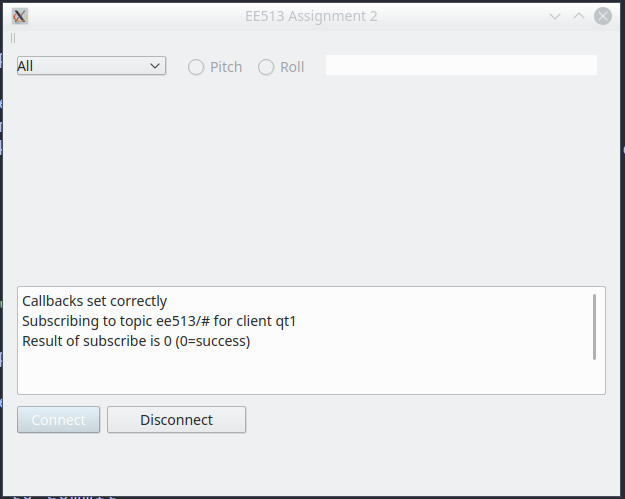 EE513 Assignment 2
All
Pitch
Roll
Callbacks set correctly
Subscribing to topic ee513/# for client qt1
Result of subscribe is 0 (0=success)
Connect
Disconnect